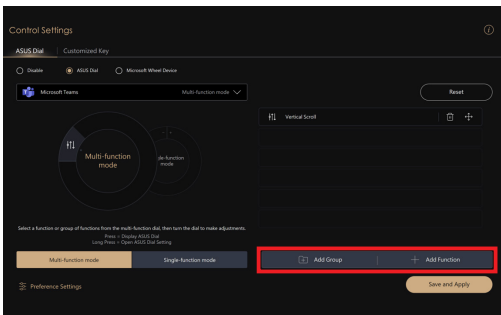 Control Settings
ASUS Dial
Customized Key
Disable
ASUS Dial
Microsoft Wheel Device
Microsoft Teams
Multi-function mode
Reset
Vertical Scroll
Multi-function
mode
gle-function
mode
Select a function or group of functions from the multi-function dial, then turn the dial to make adjustments.
Press = Display ASUS Dial
Long Press = Open ASUS Dial Setting
Multi-function mode
Single-function mode
Add Group
Add Function
Preference Settings
Save and Apply